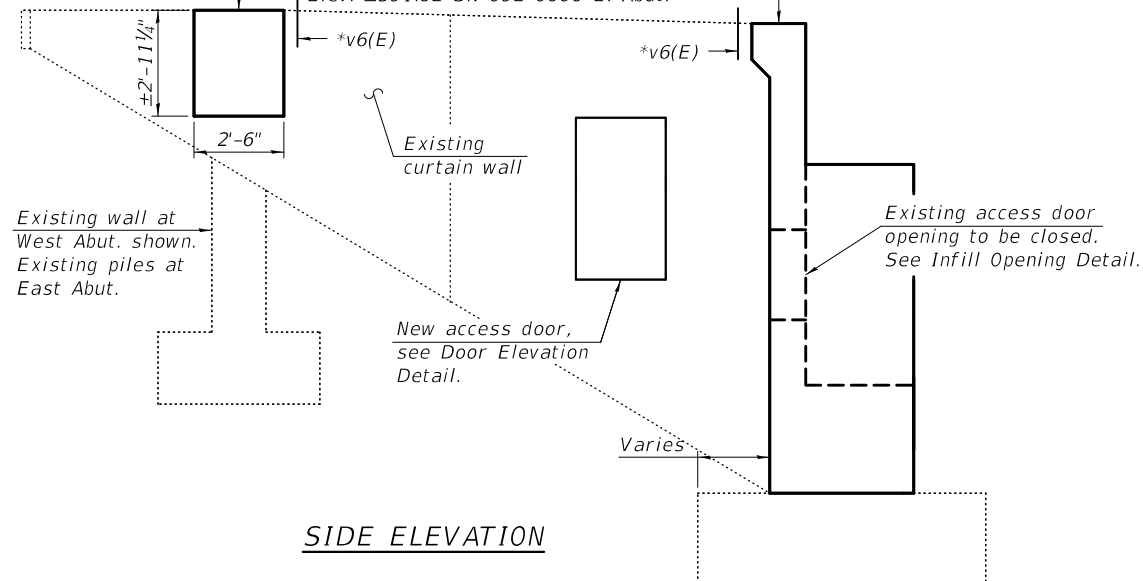 *v6(E)
*v6(E)
±2'-11¼"
2'-6"
Existing
curtain wall
Existing wall at
West Abut. shown.
Existing piles at
East Abut.
Existing access door
opening to be closed.
See Infill Opening Detail.
New access door,
see Door Elevation
Detail.
Varies
SIDE ELEVATION